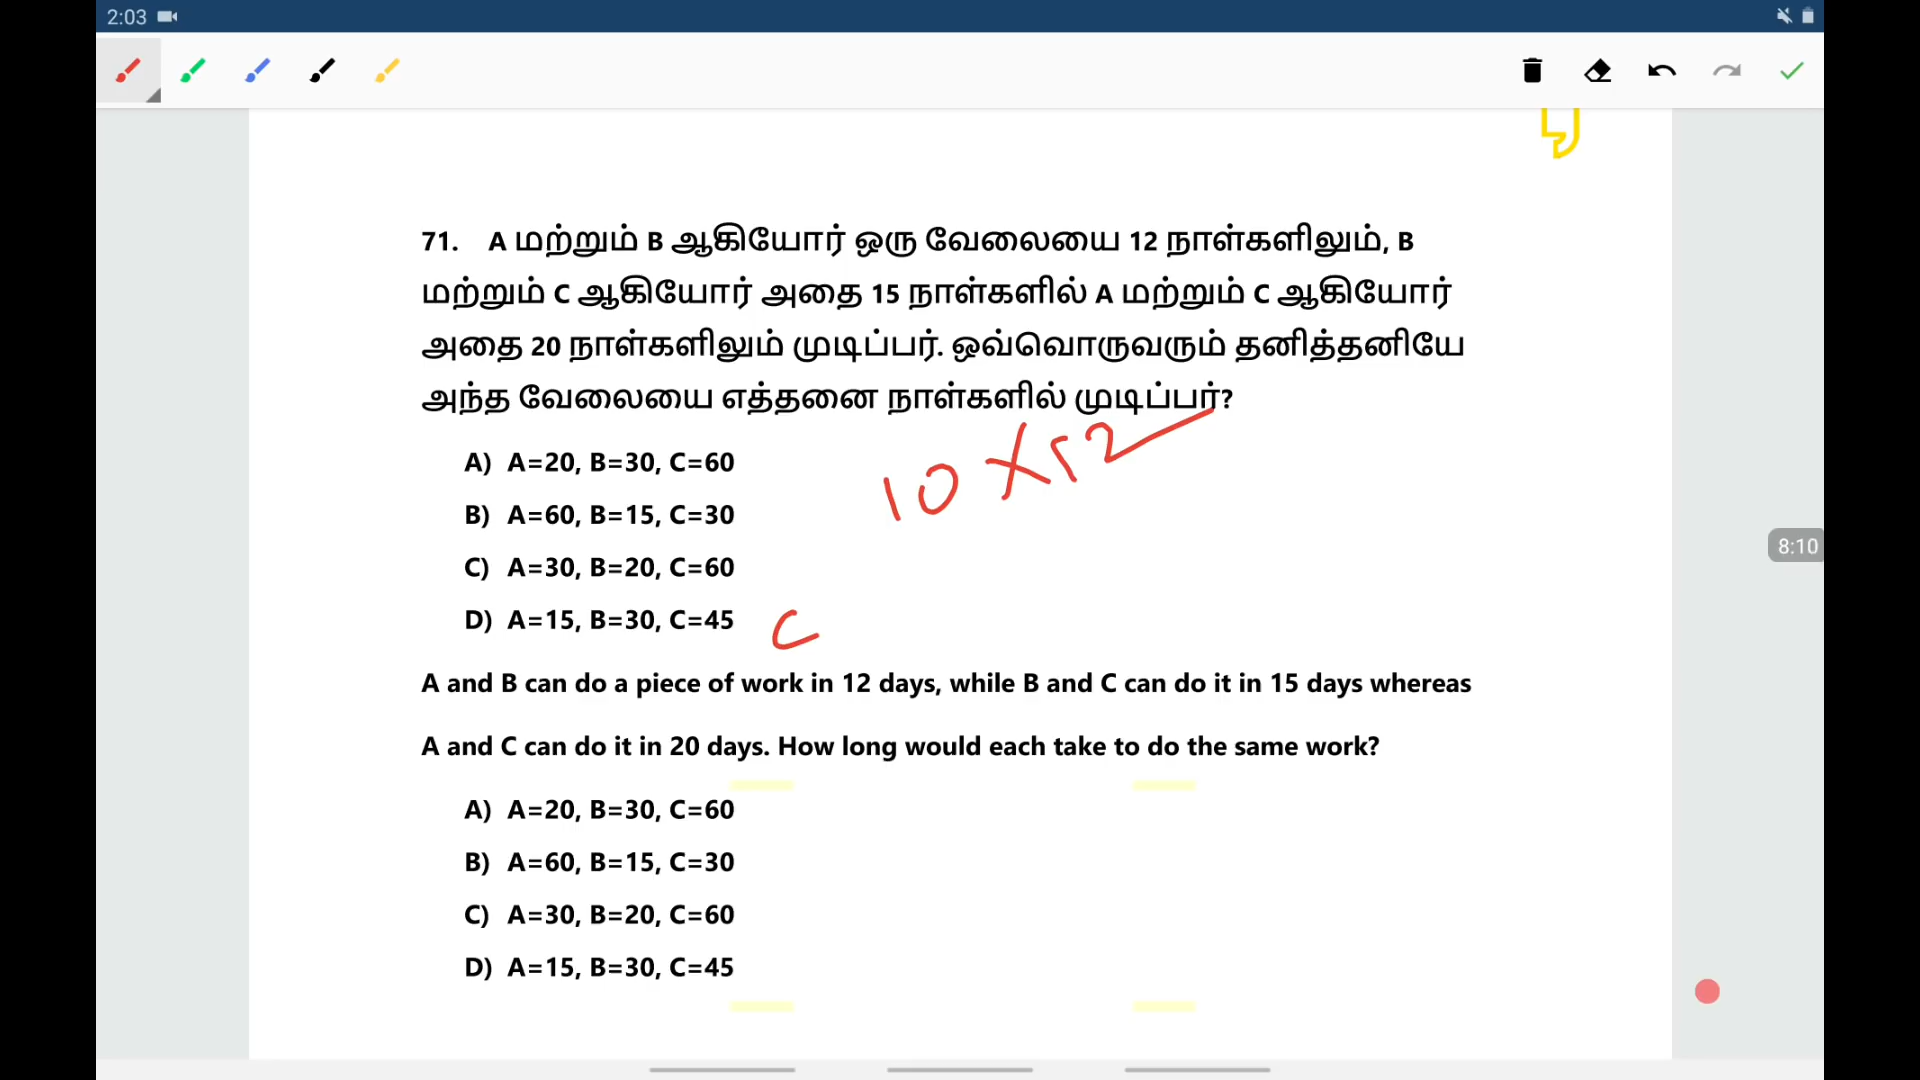 2:03
71. A மற்றும் B ஆகியோர் ஒரு வேலையை 12 நாள்களிலும், B
மற்றும் C ஆகியோர் அதை 15 நாள்களில் A மற்றும் C ஆகியோர்
அதை 20 நாள்களிலும் முடிப்பர். ஒவ்வொருவரும் தனித்தனியே
அந்த வேலையை எத்தனை நாள்களில் முடிப்பர்?
A) A=20, B=30, C=60
10 X 12
B) A=60, B=15, C=30
8:10
C) A=30, B=20, C=60
D) A=15, B=30, C=45 C
A and B can do a piece of work in 12 days, while B and C can do it in 15 days whereas
A and C can do it in 20 days. How long would each take to do the same work?
A) A=20, B=30, C=60
B) A=60, B=15, C=30
C) A=30, B=20, C=60
D) A=15, B=30, C=45